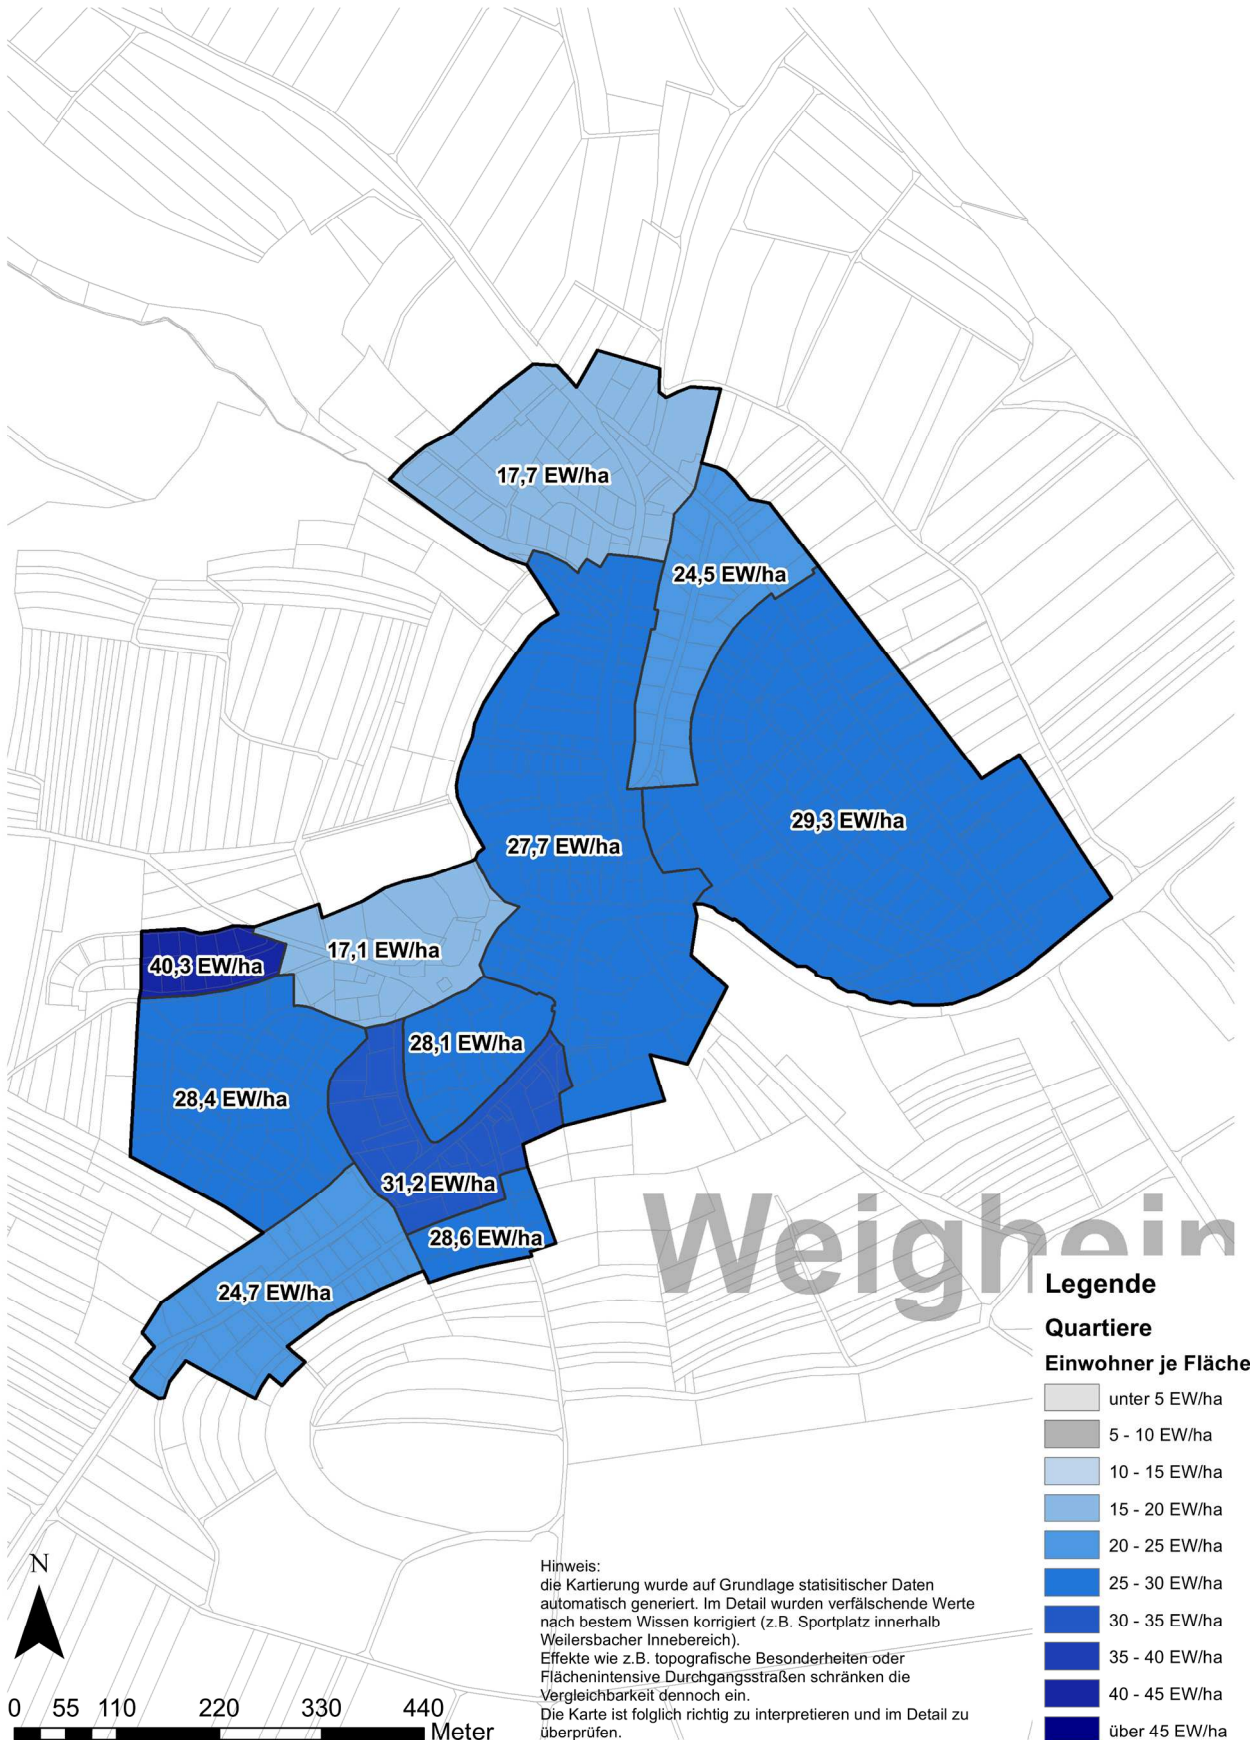 17,7 EW/ha
24,5 EW/ha
29,3 EW/ha
27,7 EW/ha
17,1 EW/ha
40,3 EW/ha
28,1 EW/ha
28,4 EW/ha
31,2 EW/ha
28,6 EW/ha
24,7 EW/ha
Weighein
Legende
Quartiere
Einwohner je Fläche
unter 5 EW/ha
5 - 10 EW/ha
10 - 15 EW/ha
15 - 20 EW/ha
20 - 25 EW/ha
25 - 30 EW/ha
30 - 35 EW/ha
35 - 40 EW/ha
40 - 45 EW/ha
über 45 EW/ha
N
0 55 110 220 330 440
Meter
Hinweis:
die Kartierung wurde auf Grundlage statisitischer Daten
automatisch generiert. Im Detail wurden verfälschende Werte
nach bestem Wissen korrigiert (z.B. Sportplatz innerhalb
Weilersbacher Innebereich).
Effekte wie z.B. topografische Besonderheiten oder
Flächenintensive Durchgangsstraßen schränken die
Vergleichbarkeit dennoch ein.
Die Karte ist folglich richtig zu interpretieren und im Detail zu
überprüfen.